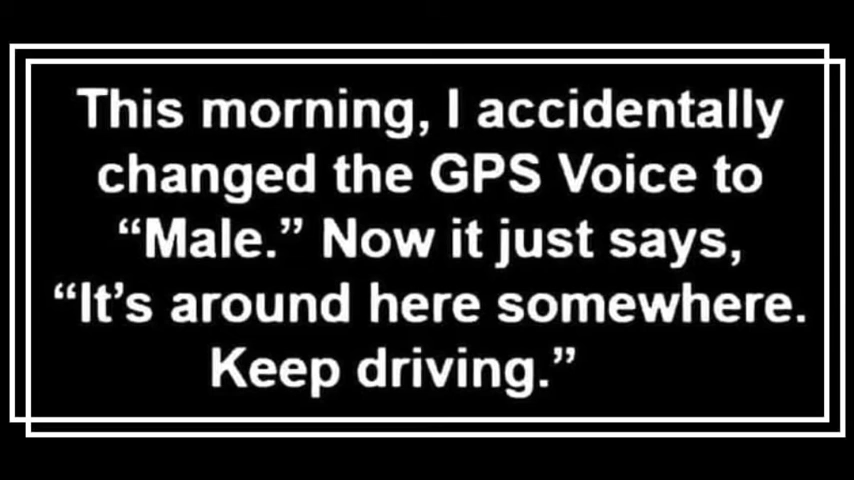 This morning, I accidentally
changed the GPS Voice to
“Male.” Now it just says,
“It’s around here somewhere.
Keep driving.”